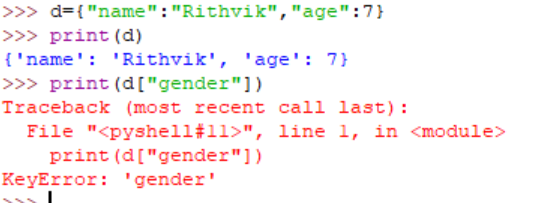 >>> d={"name":"Rithvik","age":7}
>>> print(d)
{'name': 'Rithvik', 'age': 7}
>>> print(d["gender"])
Traceback (most recent call last):
  File "<pyshell#11>", line 1, in <module>
    print(d["gender"])
KeyError: 'gender'
>>>